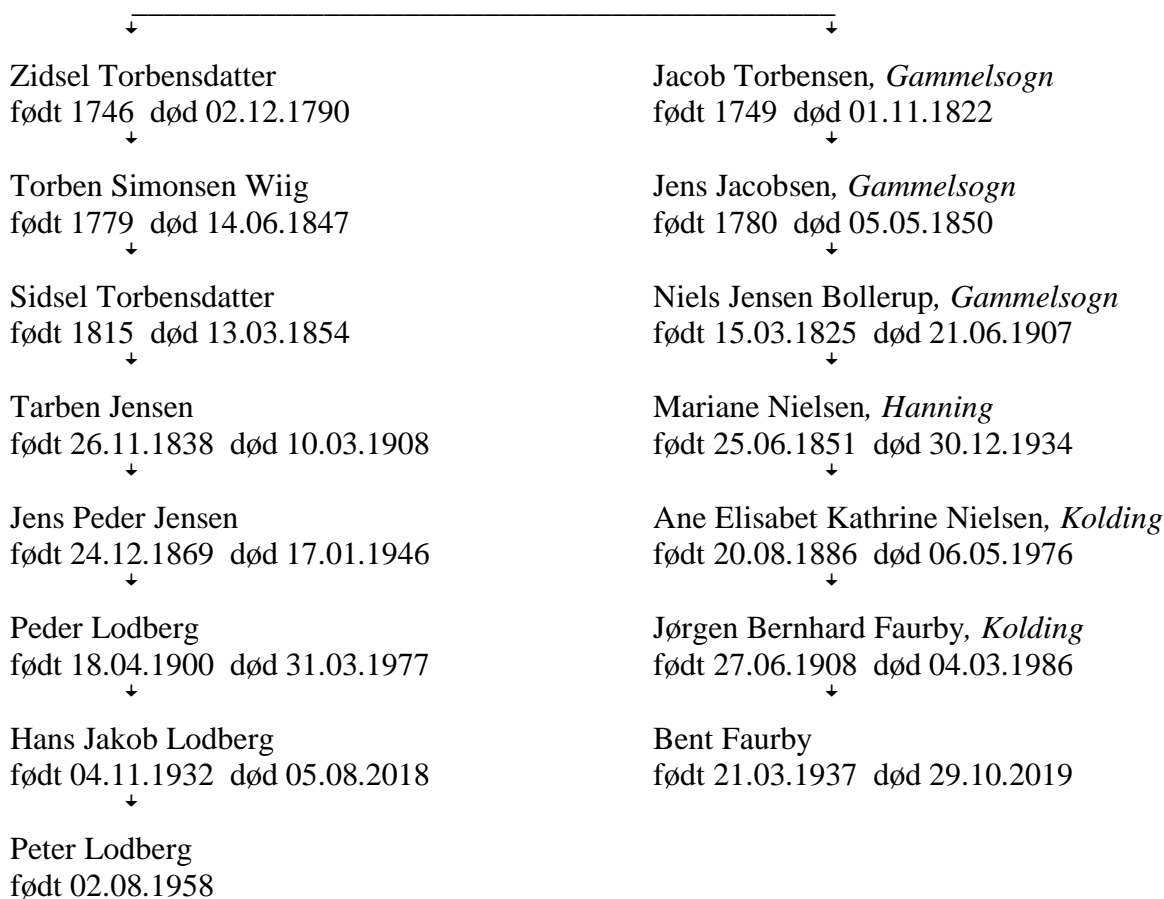 Zidsel Torbensdatter
født 1746  død 02.12.1790
Torben Simonsen Wiig
født 1779  død 14.06.1847
Sidsel Torbensdatter
født 1815  død 13.03.1854
Tarben Jensen
født 26.11.1838  død 10.03.1908
Jens Peder Jensen
født 24.12.1869  død 17.01.1946
Peder Lodberg
født 18.04.1900  død 31.03.1977
Hans Jakob Lodberg
født 04.11.1932  død 05.08.2018
Peter Lodberg
født 02.08.1958
Jacob Torbensen, Gammelsogn
født 1749  død 01.11.1822
Jens Jacobsen, Gammelsogn
født 1780  død 05.05.1850
Niels Jensen Bollerup, Gammelsogn
født 15.03.1825  død 21.06.1907
Mariane Nielsen, Hanning
født 25.06.1851  død 30.12.1934
Ane Elisabet Kathrine Nielsen, Kolding
født 20.08.1886  død 06.05.1976
Jørgen Bernhard Faurby, Kolding
født 27.06.1908  død 04.03.1986
Bent Faurby
født 21.03.1937  død 29.10.2019